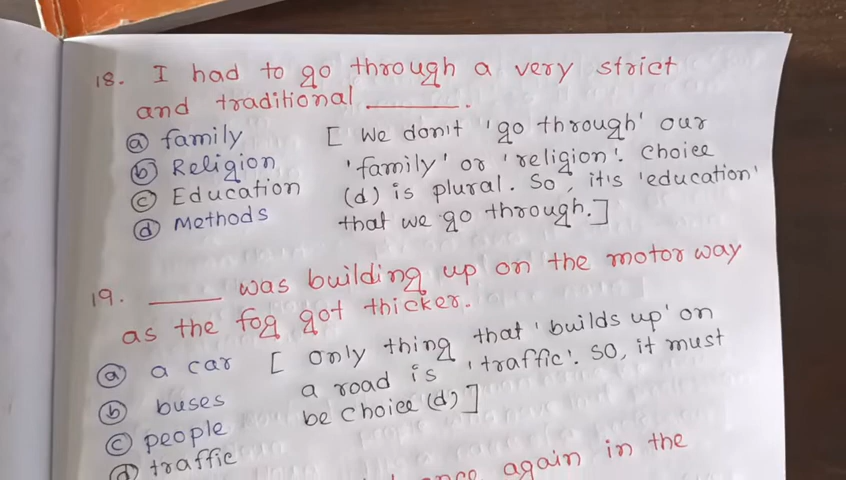 18. I had to go through a very strict
and traditional ________.
(a) family
(b) Religion
(c) Education
(d) Methods
[ We don't 'go through' our
'family' or 'religion'. Choice
(d) is plural. So, it's 'education'
that we go through.]
19. ______ was building up on the motor way
as the fog got thicker.
(a) a car
(b) buses
(c) people
(d) traffic
[ Only thing that 'builds up' on
a road is 'traffic'. So, it must
be choice (d) ]
again in the